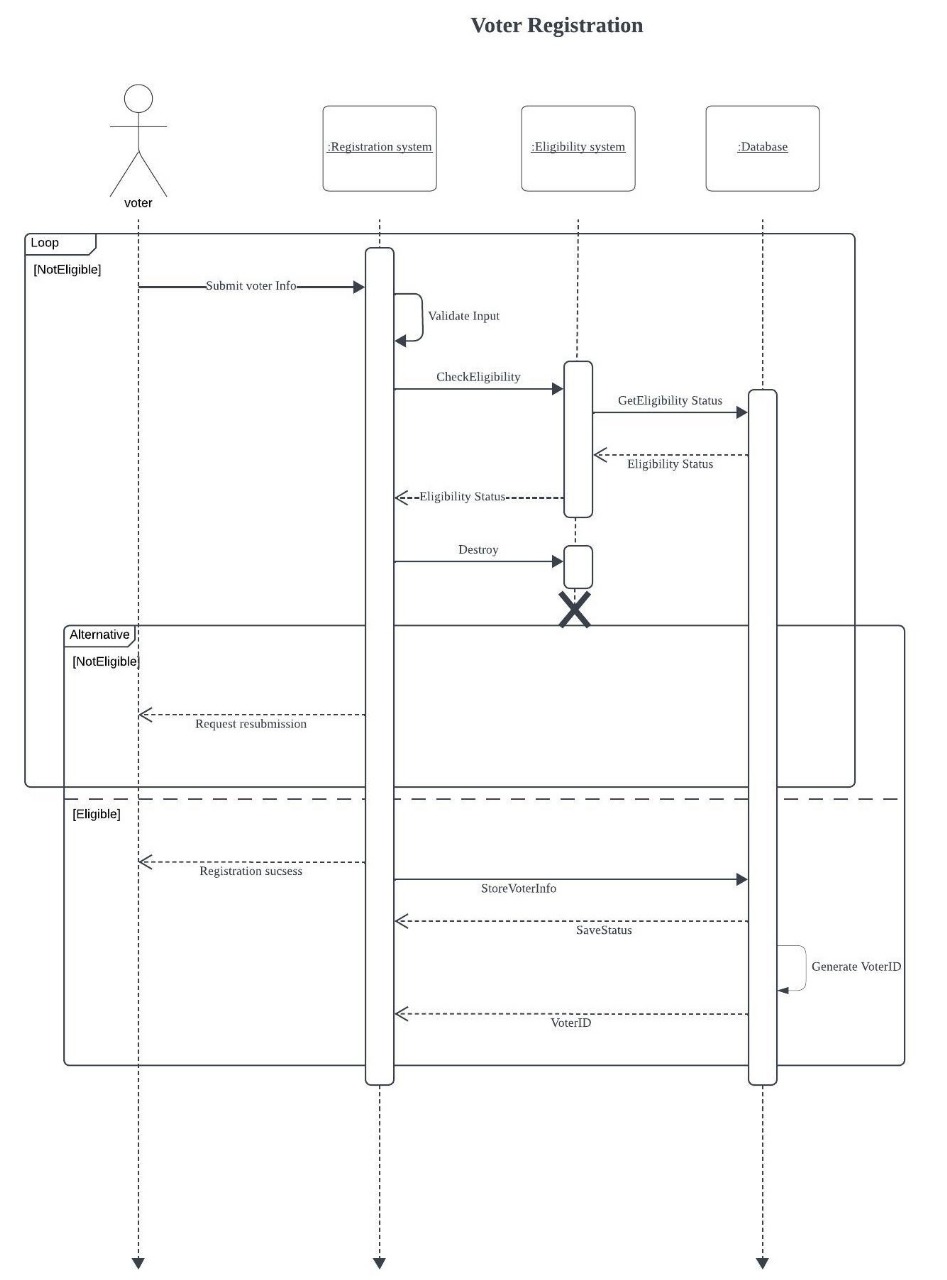 Voter Registration
:Registration system
:Eligibility system
:Database
voter
Loop
[NotEligible]
Submit voter Info
Validate Input
CheckEligibility
GetEligibility Status
Eligibility Status
Eligibility Status
Destroy
Alternative
[NotEligible]
Request resubmission
[Eligible]
Registration sucsess
StoreVoterInfo
SaveStatus
Generate VoterID
VoterID